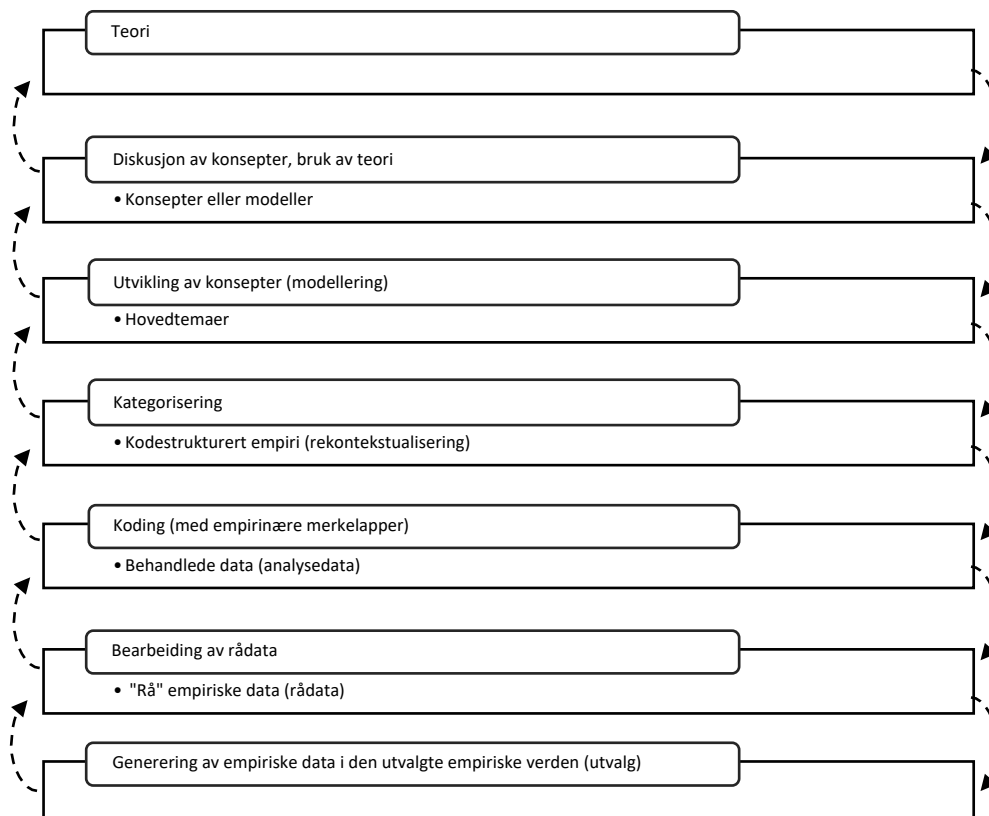 Teori
Diskusjon av konsepter, bruk av teori
• Konsepter eller modeller
Utvikling av konsepter (modellering)
• Hovedtemaer
Kategorisering
• Kodestrukturert empiri (rekontekstualisering)
Koding (med empirinære merkelapper)
• Behandlede data (analysedata)
Bearbeiding av rådata
• "Rå" empiriske data (rådata)
Generering av empiriske data i den utvalgte empiriske verden (utvalg)